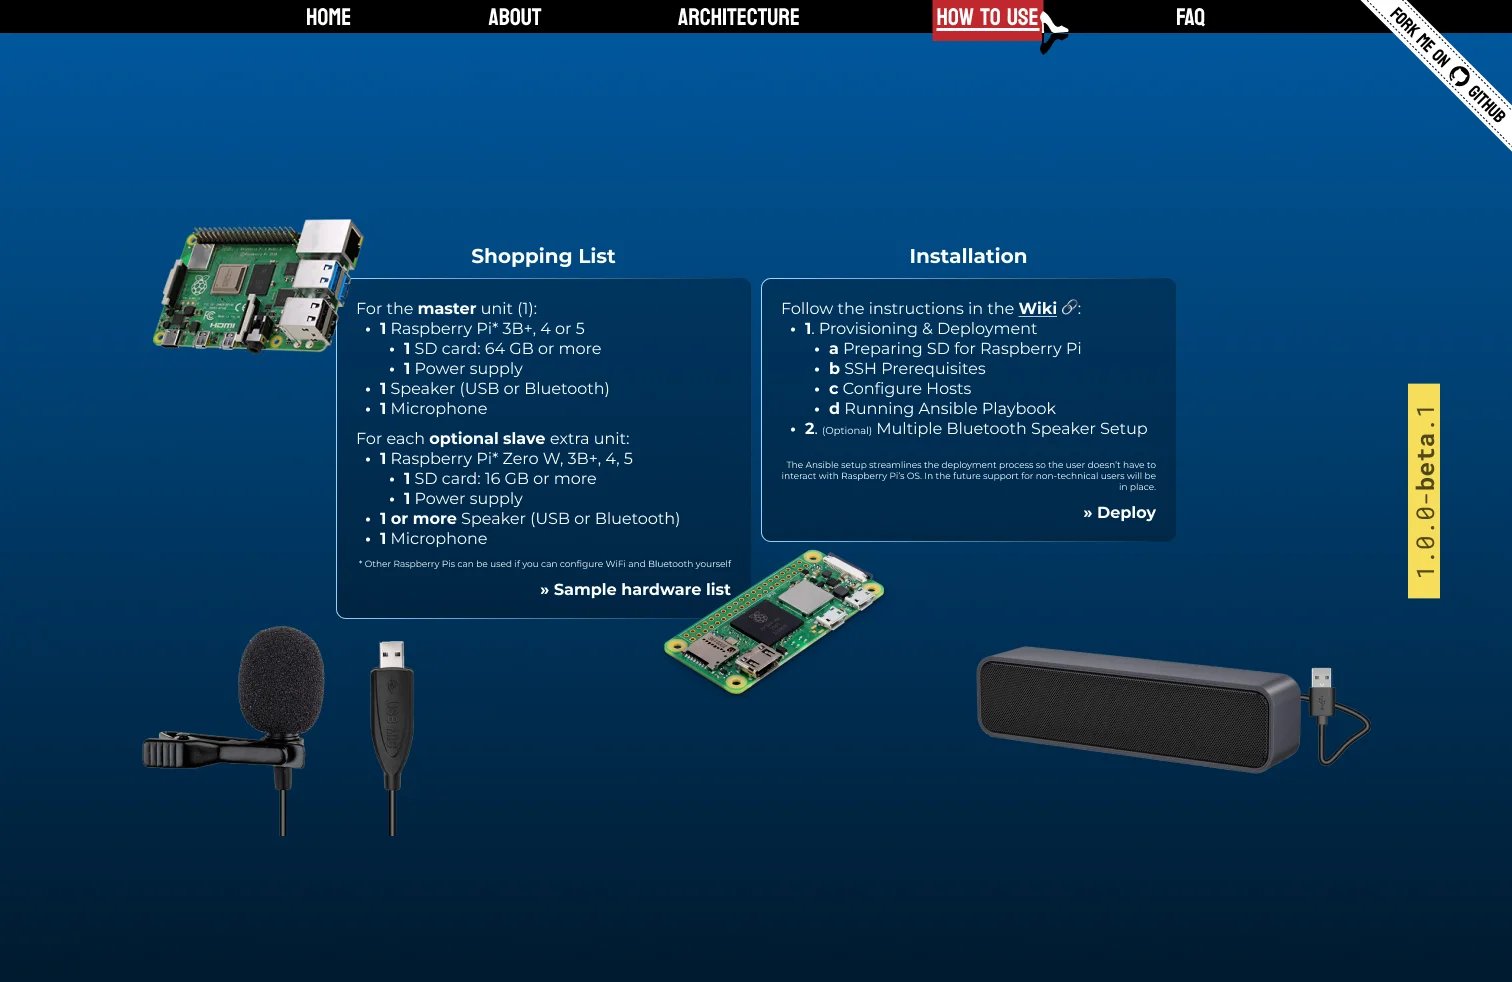 HOME
ABOUT
ARCHITECTURE
HOW TO USE
FAQ
FORK ME ON GITHUB
Shopping List
For the master unit (1):
• 1 Raspberry Pi* 3B+, 4 or 5
• 1 SD card: 64 GB or more
• 1 Power supply
• 1 Speaker (USB or Bluetooth)
• 1 Microphone
For each optional slave extra unit:
• 1 Raspberry Pi* Zero W, 3B+, 4, 5
• 1 SD card: 16 GB or more
• 1 Power supply
• 1 or more Speaker (USB or Bluetooth)
• 1 Microphone
* Other Raspberry Pis can be used if you can configure WiFi and Bluetooth yourself
» Sample hardware list
Installation
Follow the instructions in the Wiki 🔗:
• 1. Provisioning & Deployment
• a Preparing SD for Raspberry Pi
• b SSH Prerequisites
• c Configure Hosts
• d Running Ansible Playbook
• 2. (Optional) Multiple Bluetooth Speaker Setup
The Ansible setup streamlines the deployment process so the user doesn't have to
interact with Raspberry Pi's OS. In the future support for non-technical users will be
in place.
» Deploy
1.0.0-beta.1
HDMI